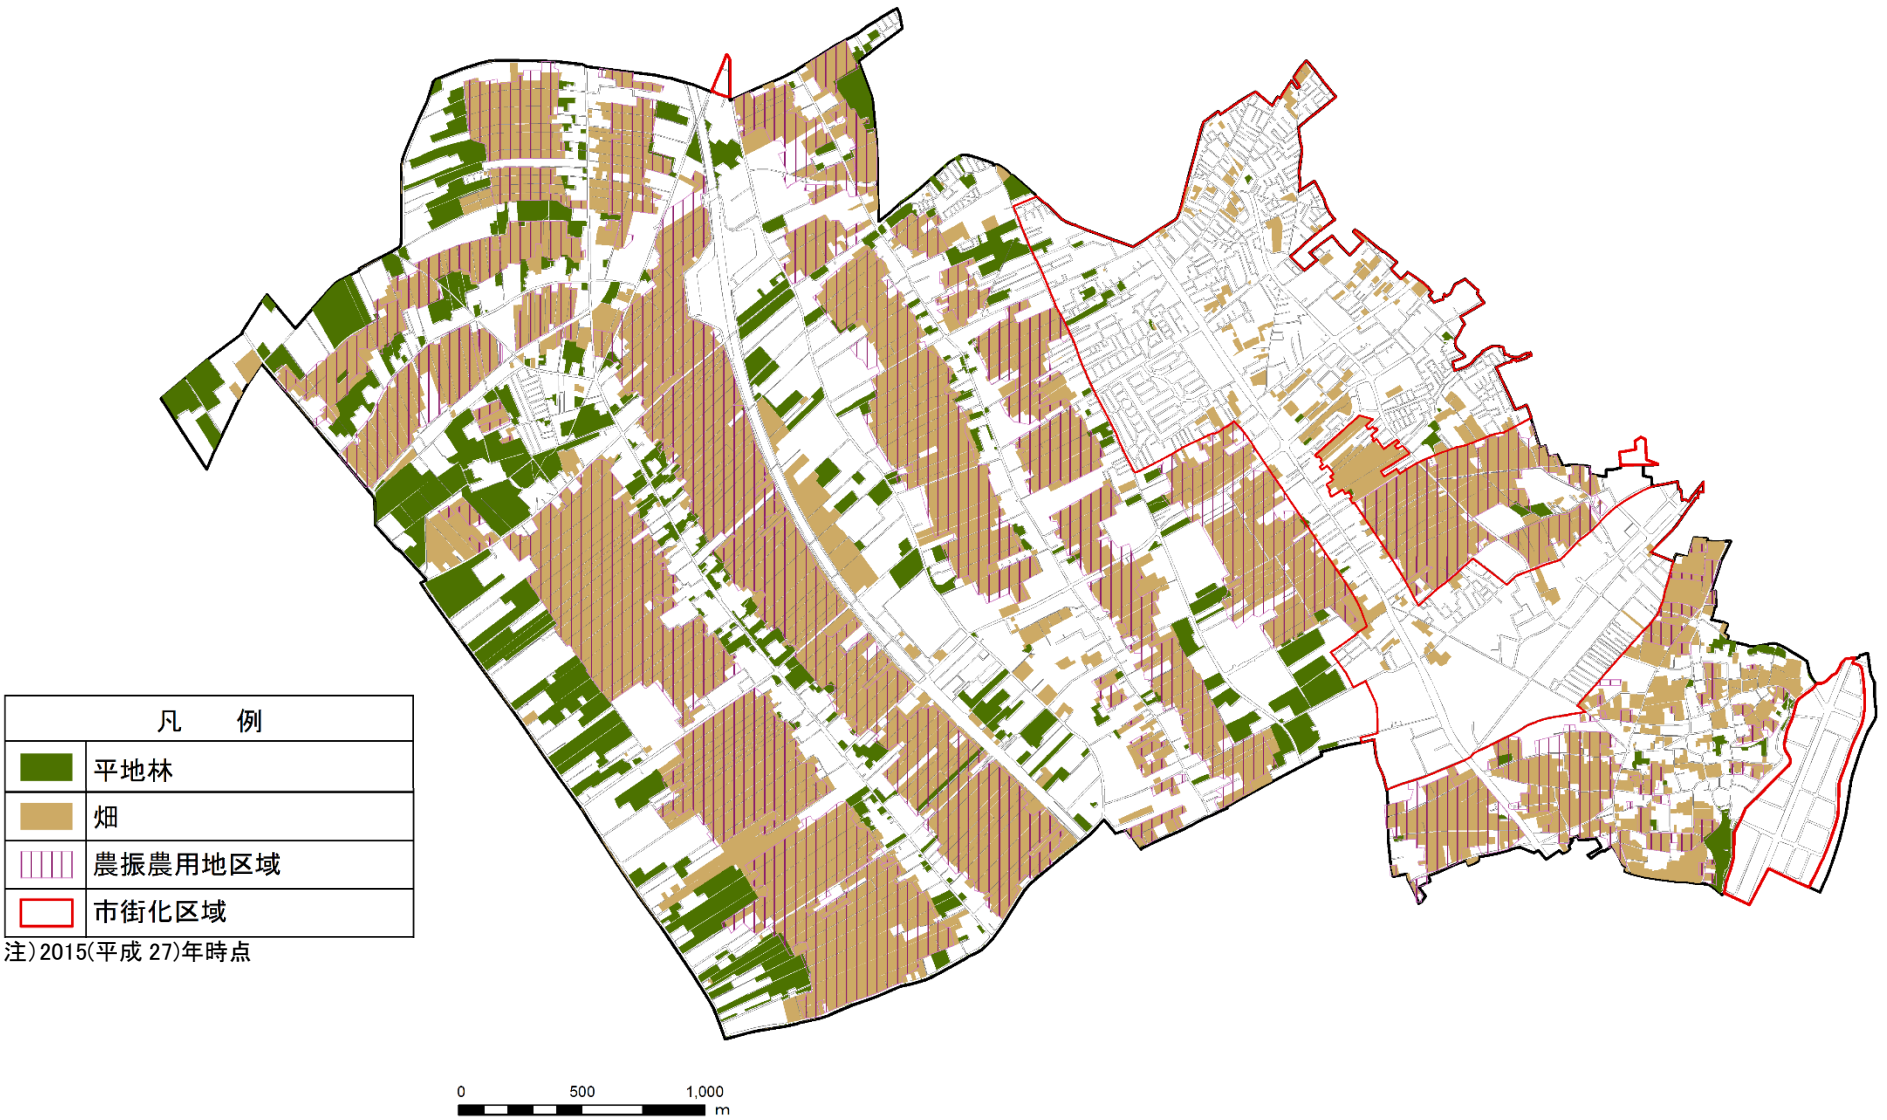 凡　例
平地林
畑
農振農用地区域
市街化区域
注)2015(平成 27)年時点
0 500 1,000
m